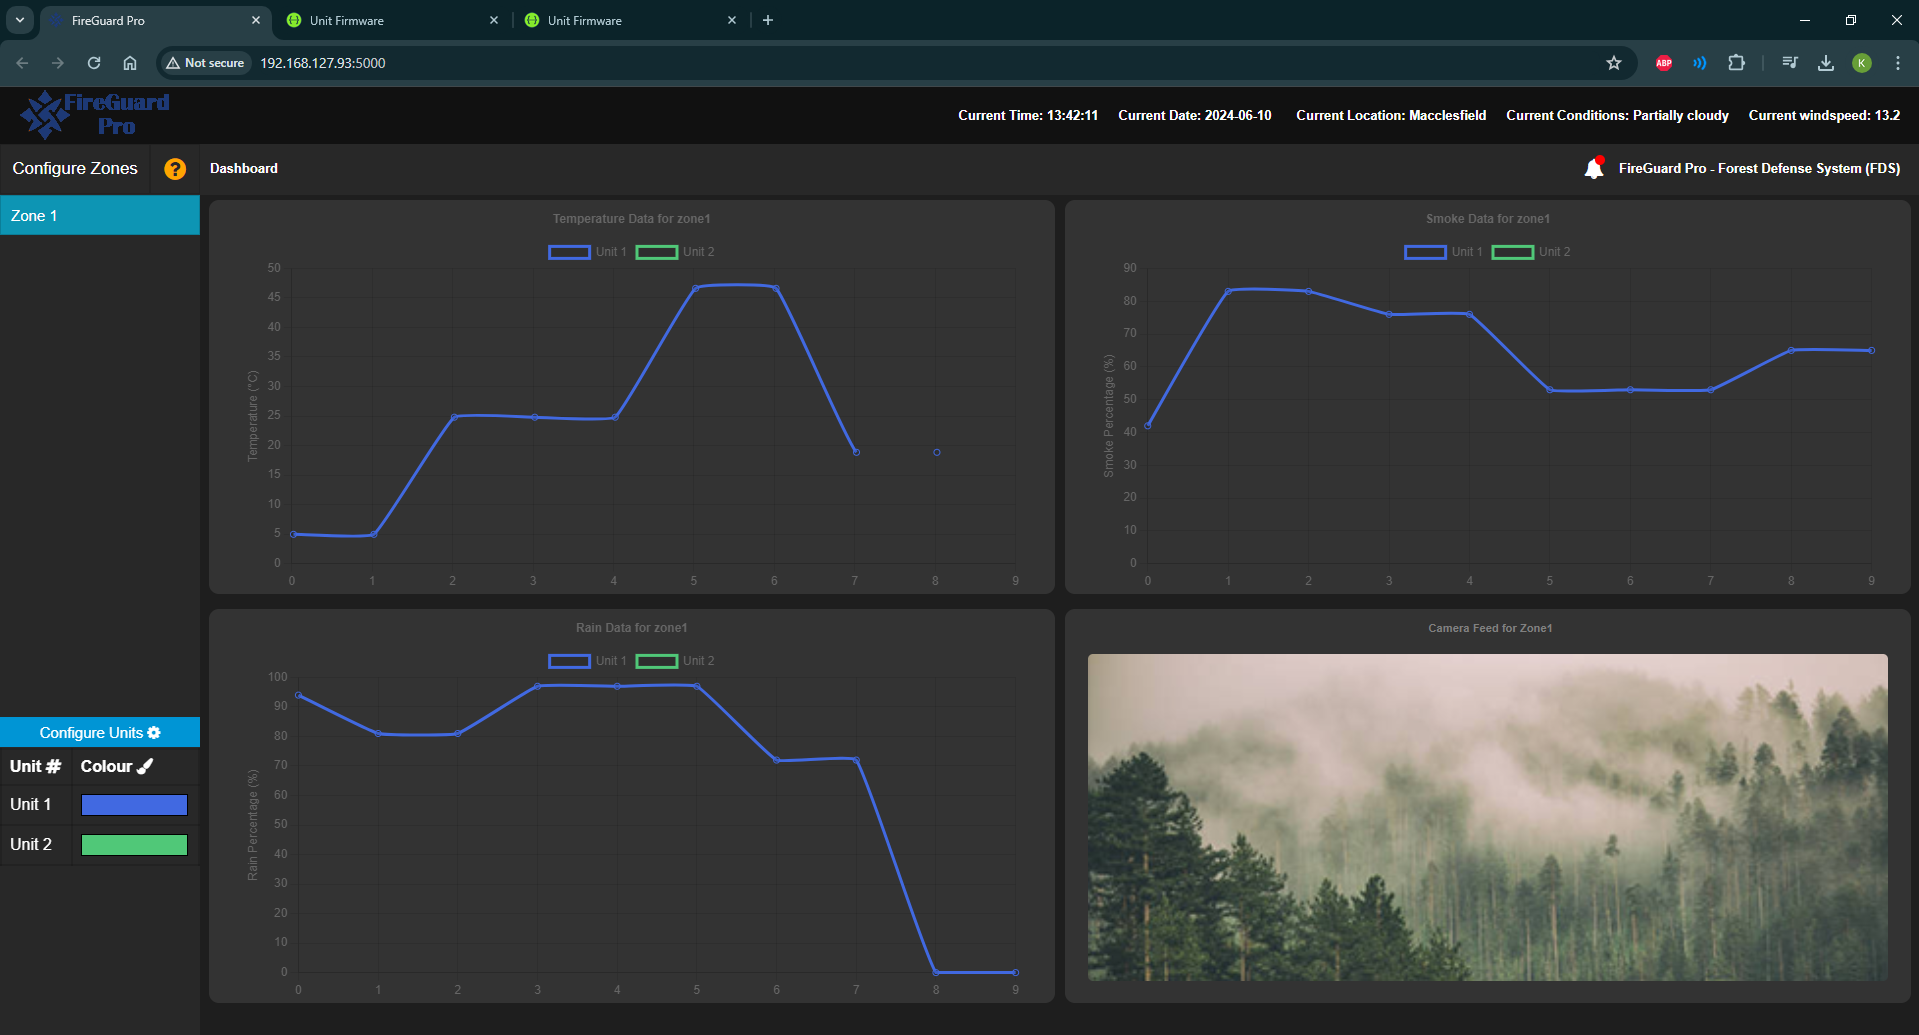 FireGuard Pro
Unit Firmware
Unit Firmware
Not secure
192.168.127.93:5000
ABP
K
FireGuard
Pro
Current Time: 13:42:11
Current Date: 2024-06-10
Current Location: Macclesfield
Current Conditions: Partially cloudy
Current windspeed: 13.2
Configure Zones
?
Dashboard
FireGuard Pro - Forest Defense System (FDS)
Zone 1
Configure Units
Unit #
Colour
Unit 1
Unit 2
Temperature Data for zone1
Unit 1
Unit 2
Temperature (°C)
50
45
40
35
30
25
20
15
10
5
0
0 1 2 3 4 5 6 7 8 9
Smoke Data for zone1
Unit 1
Unit 2
Smoke Percentage (%)
90
80
70
60
50
40
30
20
10
0
0 1 2 3 4 5 6 7 8 9
Rain Data for zone1
Unit 1
Unit 2
Rain Percentage (%)
100
90
80
70
60
50
40
30
20
10
0
0 1 2 3 4 5 6 7 8 9
Camera Feed for Zone1